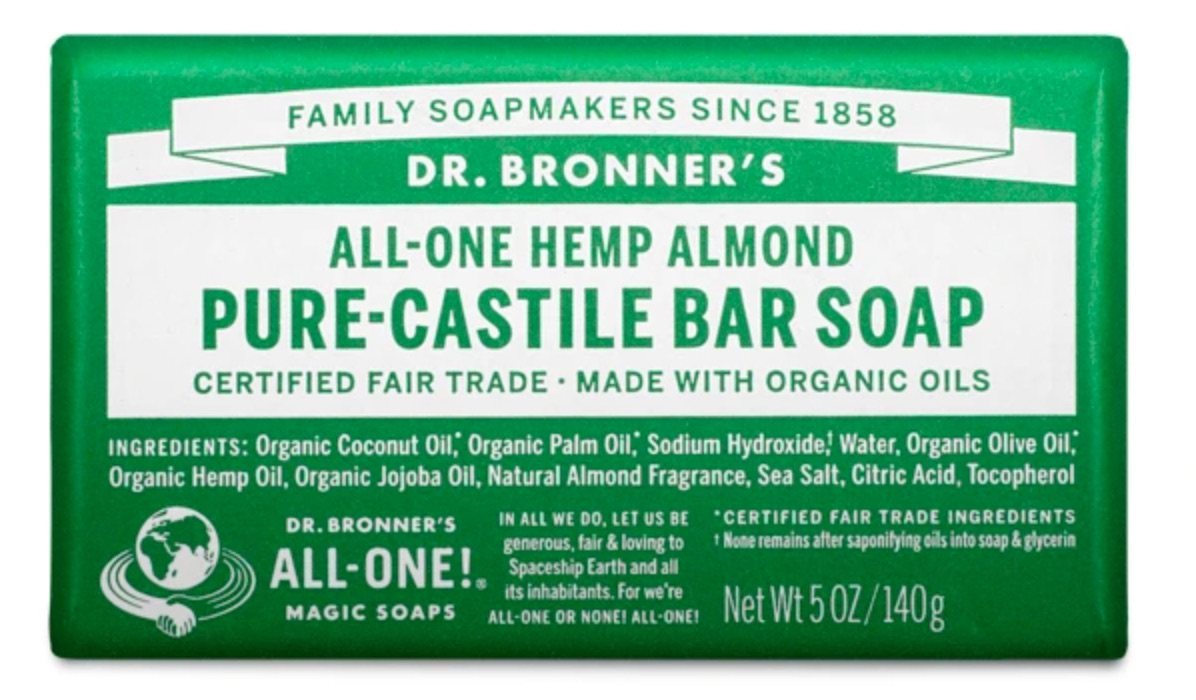 FAMILY SOAPMAKERS SINCE 1858
DR. BRONNER'S
ALL-ONE HEMP ALMOND
PURE-CASTILE BAR SOAP
CERTIFIED FAIR TRADE · MADE WITH ORGANIC OILS
INGREDIENTS: Organic Coconut Oil,* Organic Palm Oil,* Sodium Hydroxide,† Water, Organic Olive Oil,*
Organic Hemp Oil, Organic Jojoba Oil, Natural Almond Fragrance, Sea Salt, Citric Acid, Tocopherol
DR. BRONNER'S
ALL-ONE!®
MAGIC SOAPS
IN ALL WE DO, LET US BE
generous, fair & loving to
Spaceship Earth and all
its inhabitants. For we're
ALL-ONE OR NONE! ALL-ONE!
*CERTIFIED FAIR TRADE INGREDIENTS
† None remains after saponifying oils into soap & glycerin
Net Wt 5 OZ/140g